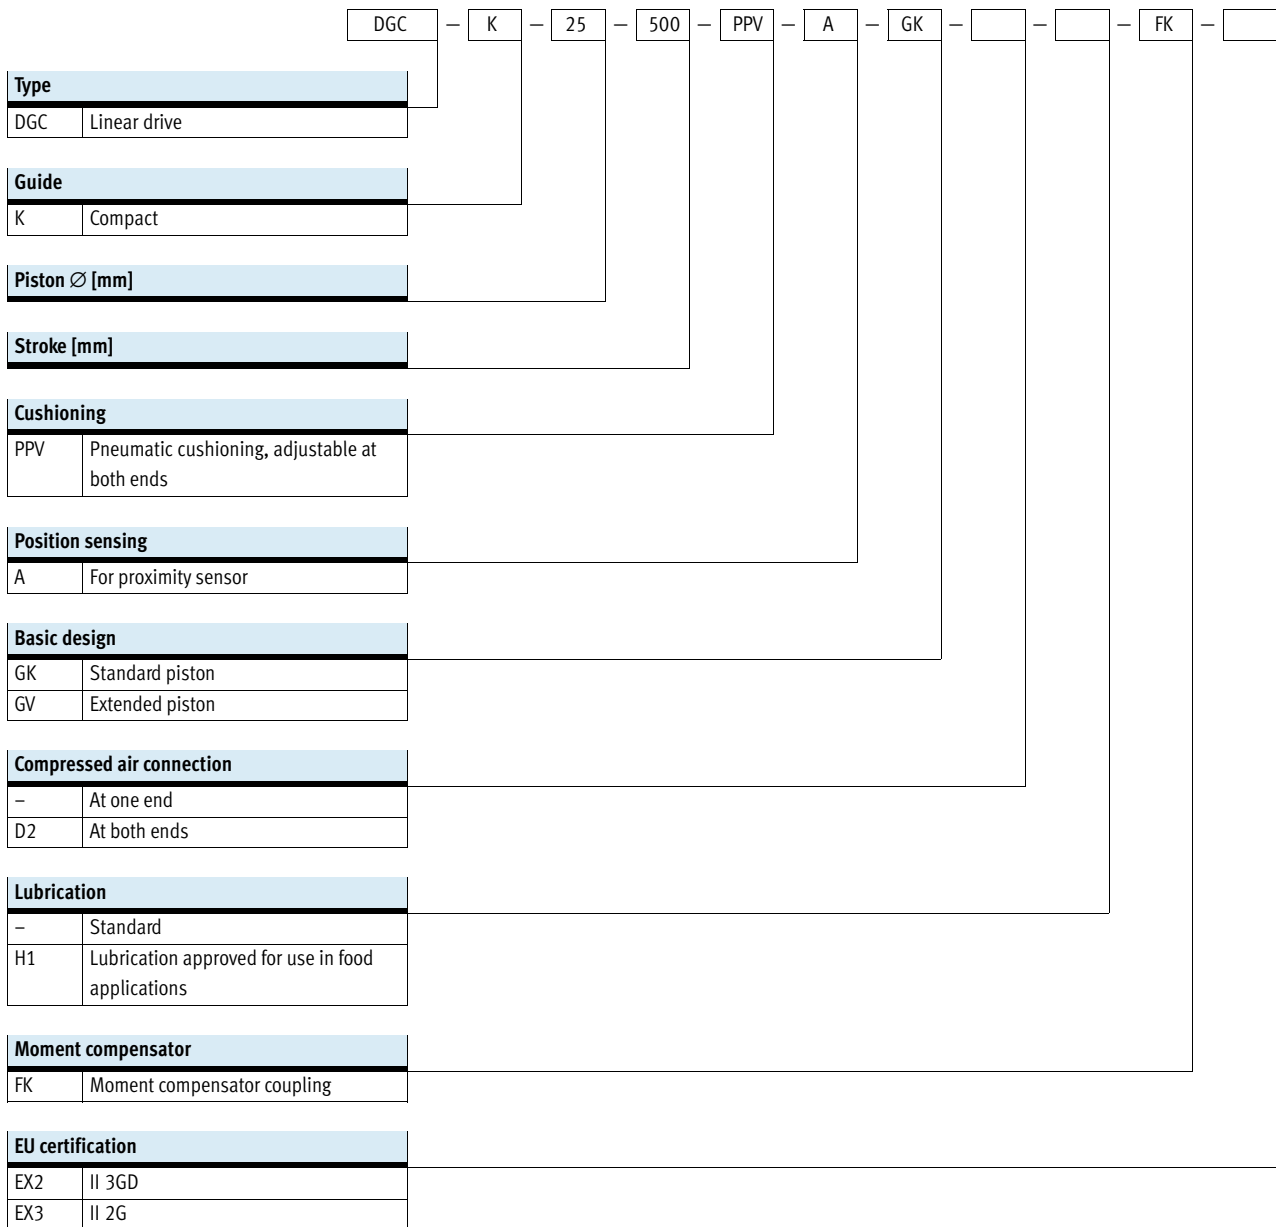 DGC – K – 25 – 500 – PPV – A – GK – – – FK –
Type
DGC Linear drive
Guide
K Compact
Piston ∅ [mm]
Stroke [mm]
Cushioning
PPV Pneumatic cushioning, adjustable at
both ends
Position sensing
A For proximity sensor
Basic design
GK Standard piston
GV Extended piston
Compressed air connection
– At one end
D2 At both ends
Lubrication
– Standard
H1 Lubrication approved for use in food
applications
Moment compensator
FK Moment compensator coupling
EU certification
EX2 II 3GD
EX3 II 2G